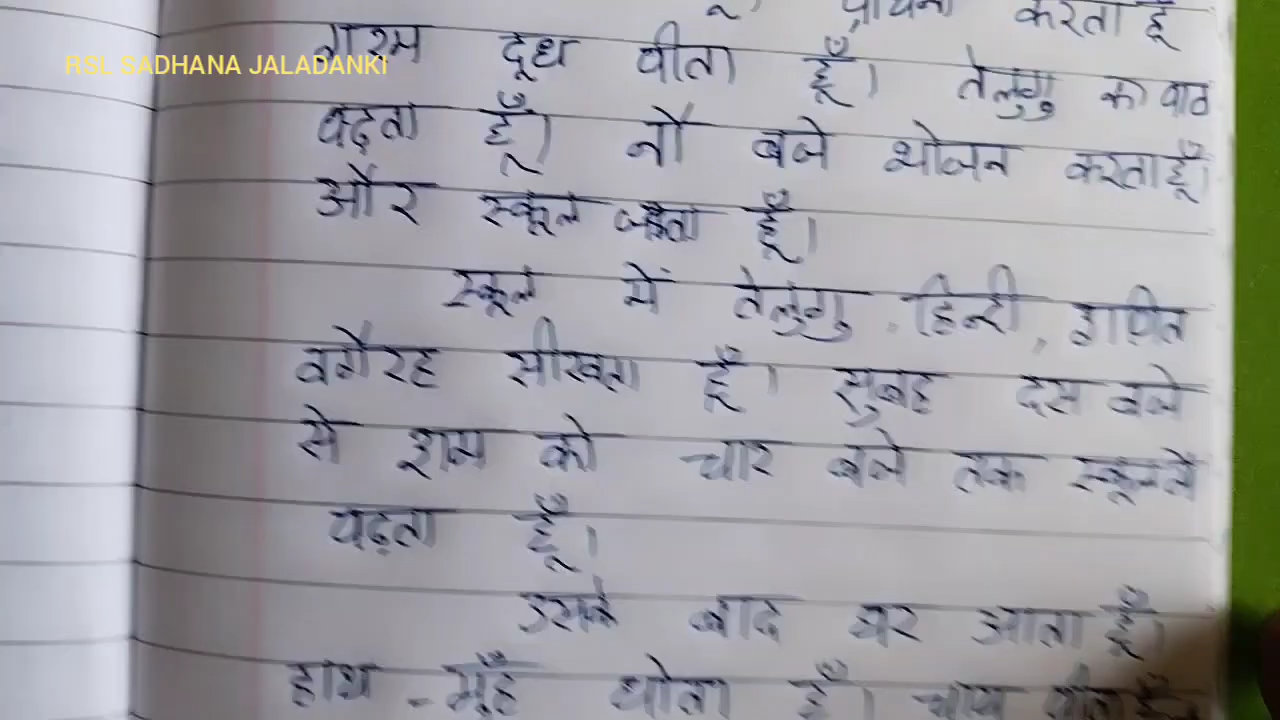 प्रार्थना करता हूँ
RSL SADHANA JALADANKI
गरम दूध पीता हूँ। तेलुगु का पाठ
पढ़ता हूँ। नौ बजे भोजन करता हूँ।
और स्कूल जाता हूँ।
स्कूल में तेलुगु, हिन्दी, गणित
वगैरह सीखता हूँ। सुबह दस बजे
से शाम को चार बजे तक स्कूल में
पढ़ता हूँ।
उसके बाद घर आता हूँ।
हाथ - मुँह धोता हूँ। चाय पीता हूँ।